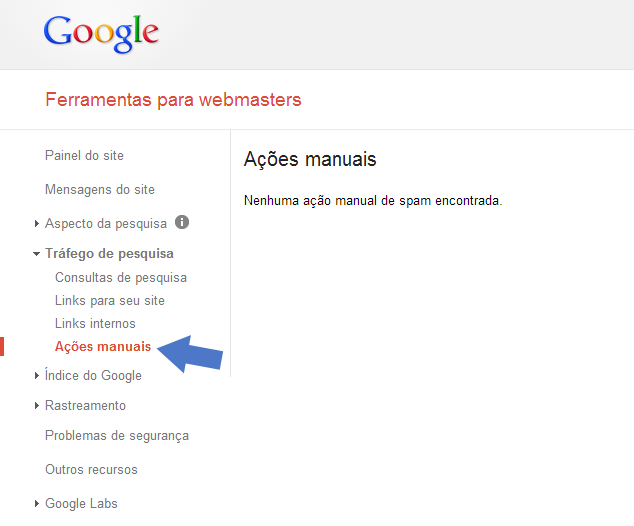 Google
Ferramentas para webmasters
Painel do site
Mensagens do site
Aspecto da pesquisa
Tráfego de pesquisa
Consultas de pesquisa
Links para seu site
Links internos
Ações manuais
Índice do Google
Rastreamento
Problemas de segurança
Outros recursos
Google Labs
Ações manuais
Nenhuma ação manual de spam encontrada.